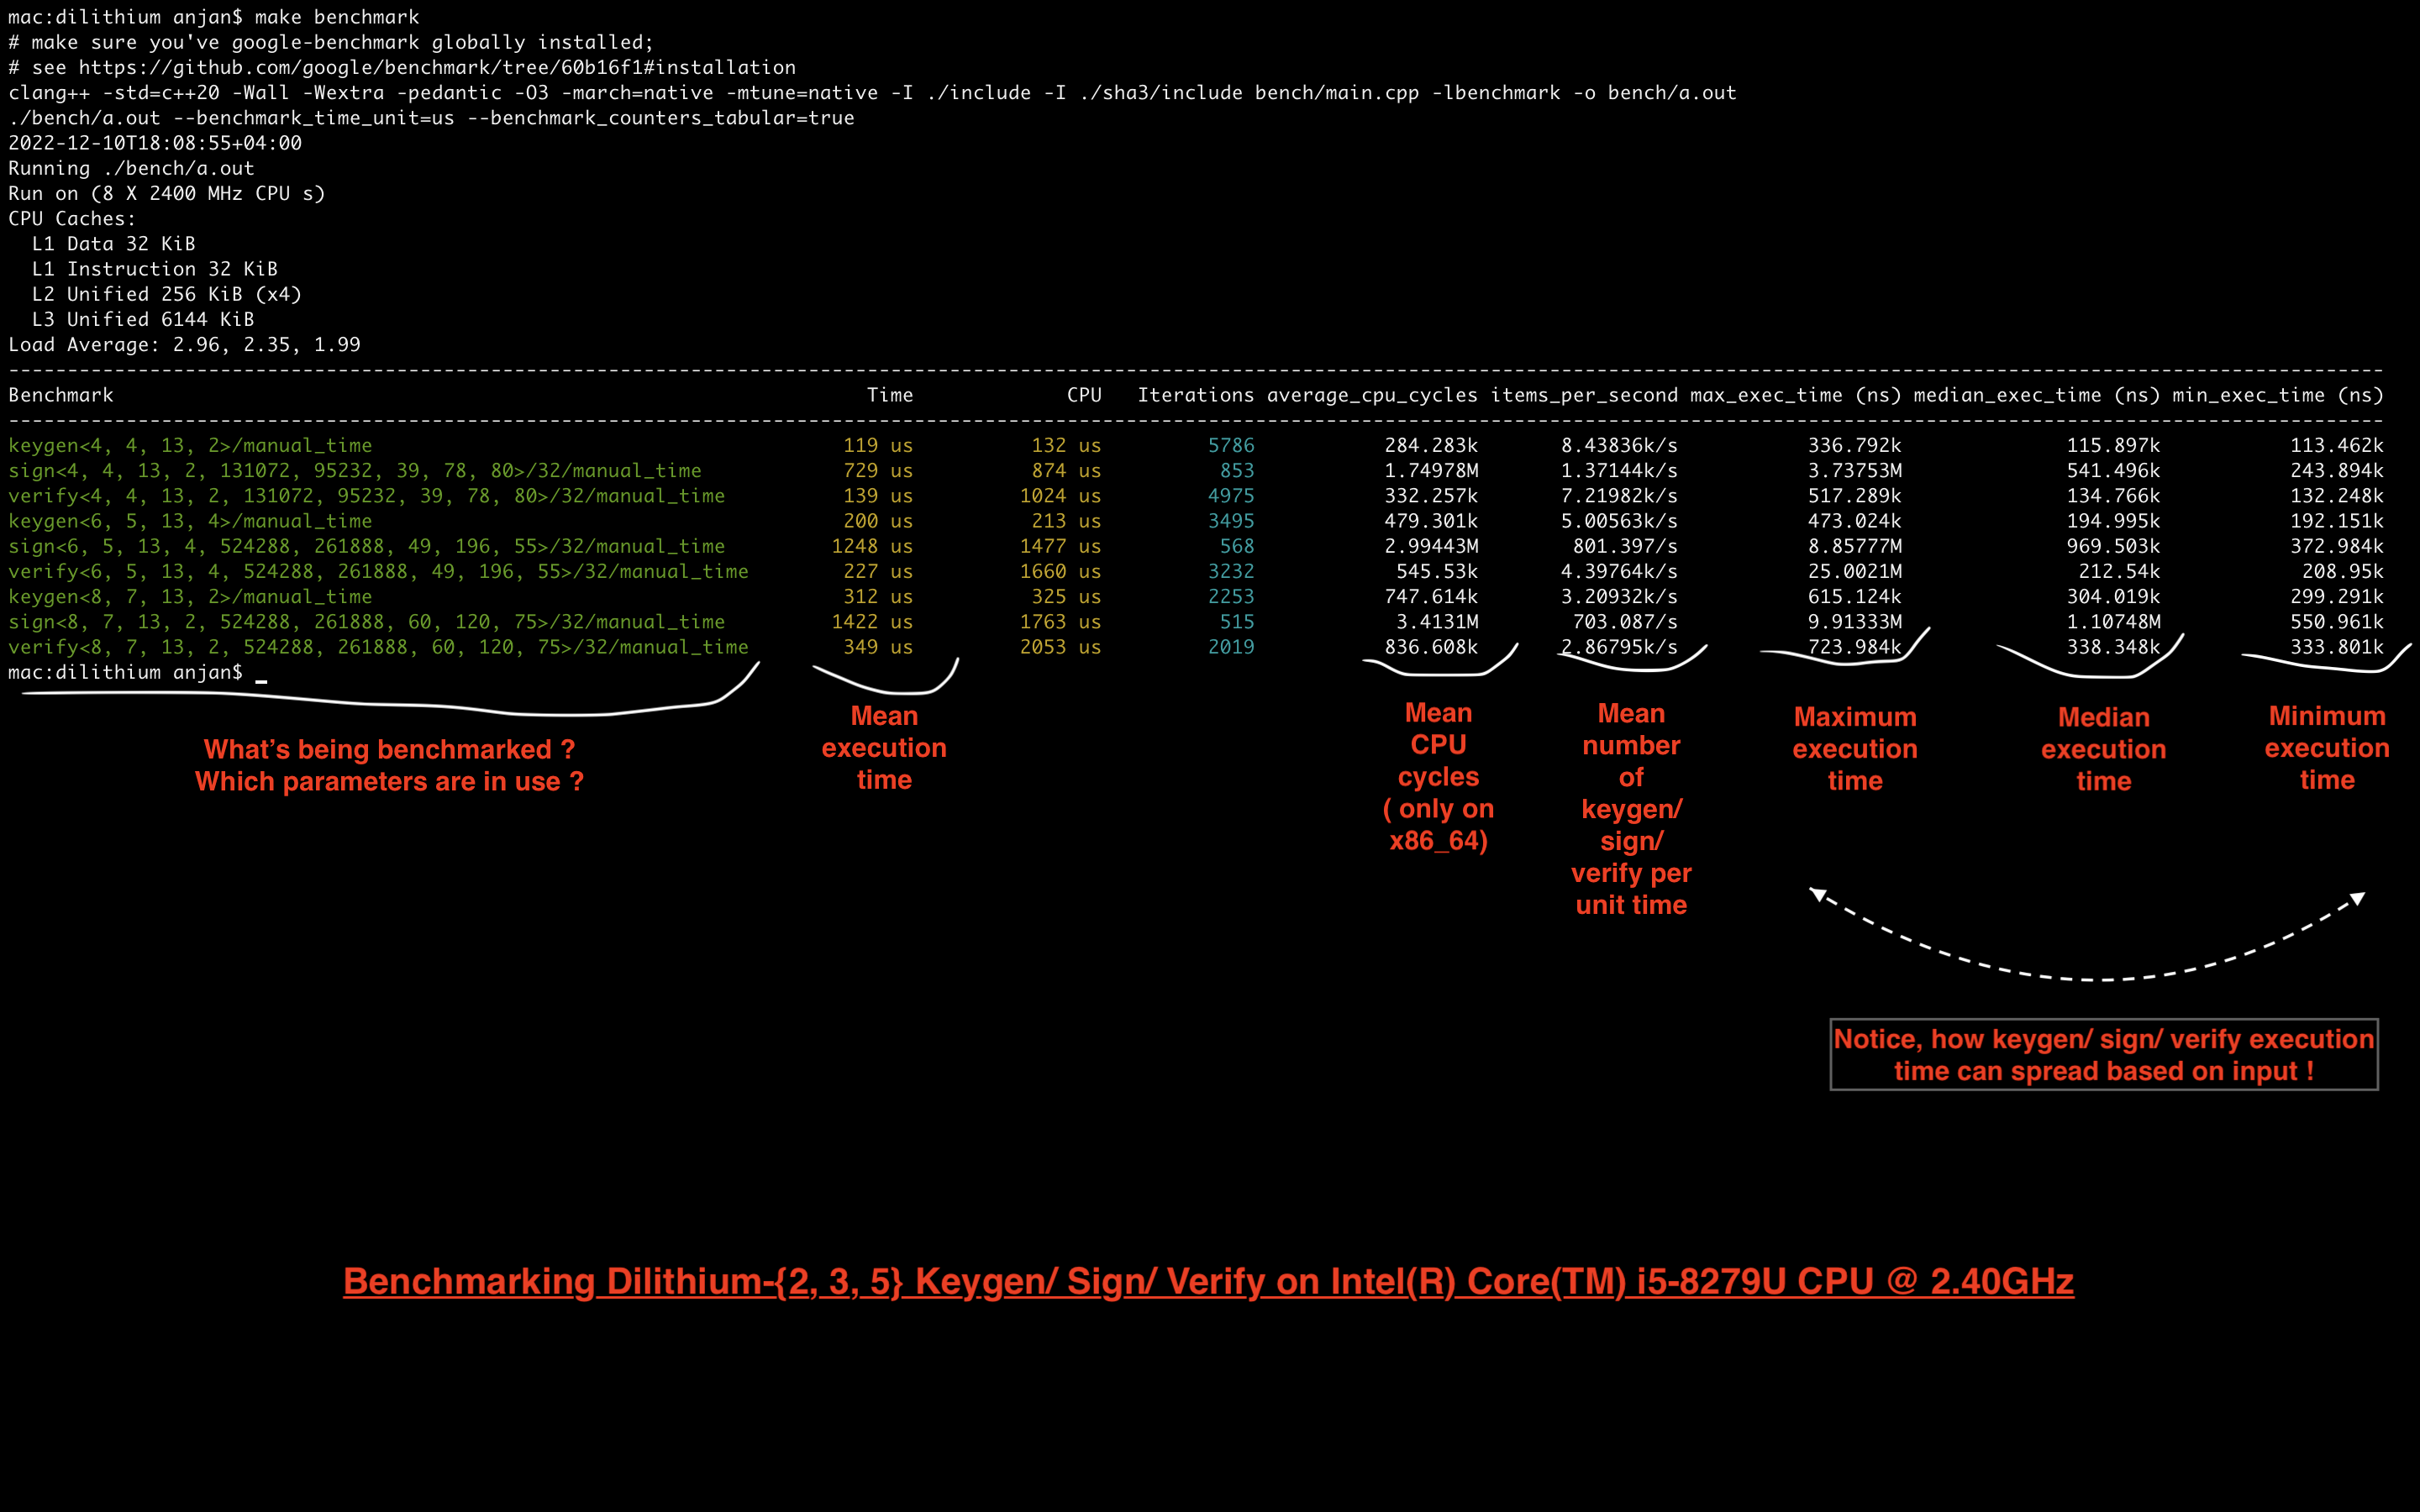 mac:dilithium anjan$ make benchmark
# make sure you've google-benchmark globally installed;
# see https://github.com/google/benchmark/tree/60b16f1#installation
clang++ -std=c++20 -Wall -Wextra -pedantic -O3 -march=native -mtune=native -I ./include -I ./sha3/include bench/main.cpp -lbenchmark -o bench/a.out
./bench/a.out --benchmark_time_unit=us --benchmark_counters_tabular=true
2022-12-10T18:08:55+04:00
Running ./bench/a.out
Run on (8 X 2400 MHz CPU s)
CPU Caches:
  L1 Data 32 KiB
  L1 Instruction 32 KiB
  L2 Unified 256 KiB (x4)
  L3 Unified 6144 KiB
Load Average: 2.96, 2.35, 1.99
Benchmark Time CPU Iterations average_cpu_cycles items_per_second max_exec_time (ns) median_exec_time (ns) min_exec_time (ns)
keygen<4, 4, 13, 2>/manual_time 119 us 132 us 5786 284.283k 8.43836k/s 336.792k 115.897k 113.462k
sign<4, 4, 13, 2, 131072, 95232, 39, 78, 80>/32/manual_time 729 us 874 us 853 1.74978M 1.37144k/s 3.73753M 541.496k 243.894k
verify<4, 4, 13, 2, 131072, 95232, 39, 78, 80>/32/manual_time 139 us 1024 us 4975 332.257k 7.21982k/s 517.289k 134.766k 132.248k
keygen<6, 5, 13, 4>/manual_time 200 us 213 us 3495 479.301k 5.00563k/s 473.024k 194.995k 192.151k
sign<6, 5, 13, 4, 524288, 261888, 49, 196, 55>/32/manual_time 1248 us 1477 us 568 2.99443M 801.397/s 8.85777M 969.503k 372.984k
verify<6, 5, 13, 4, 524288, 261888, 49, 196, 55>/32/manual_time 227 us 1660 us 3232 545.53k 4.39764k/s 25.0021M 212.54k 208.95k
keygen<8, 7, 13, 2>/manual_time 312 us 325 us 2253 747.614k 3.20932k/s 615.124k 304.019k 299.291k
sign<8, 7, 13, 2, 524288, 261888, 60, 120, 75>/32/manual_time 1422 us 1763 us 515 3.4131M 703.087/s 9.91333M 1.10748M 550.961k
verify<8, 7, 13, 2, 524288, 261888, 60, 120, 75>/32/manual_time 349 us 2053 us 2019 836.608k 2.86795k/s 723.984k 338.348k 333.801k
mac:dilithium anjan$
What's being benchmarked ?
Which parameters are in use ?
Mean
execution
time
Mean
CPU
cycles
( only on
x86_64)
Mean
number
of
keygen/
sign/
verify per
unit time
Maximum
execution
time
Median
execution
time
Minimum
execution
time
Notice, how keygen/ sign/ verify execution
time can spread based on input !
Benchmarking Dilithium-{2, 3, 5} Keygen/ Sign/ Verify on Intel(R) Core(TM) i5-8279U CPU @ 2.40GHz